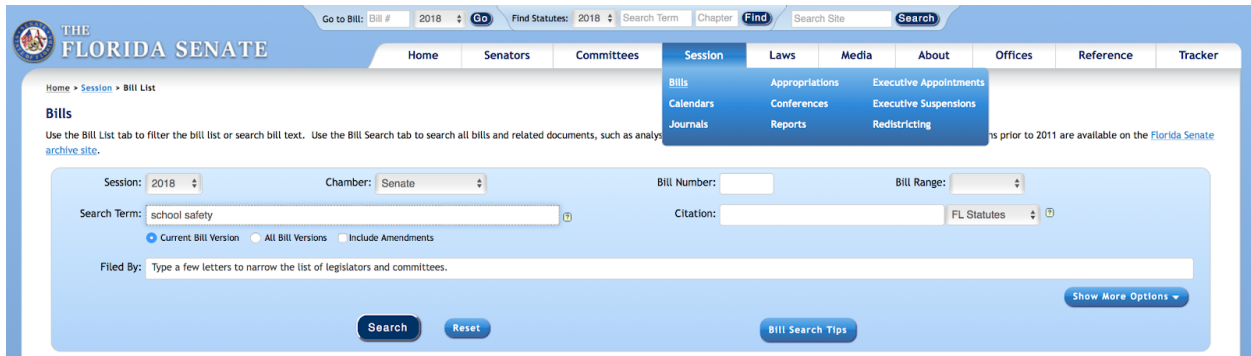 Go to Bill: Bill # 2018 Go Find Statutes: 2018 Search Term Chapter Find Search Site Search
THE
FLORIDA SENATE
Home Senators Committees Session Laws Media About Offices Reference Tracker
Bills Appropriations Executive Appointments
Calendars Conferences Executive Suspensions
Journals Reports Redistricting
Home > Session > Bill List
Bills
Use the Bill List tab to filter the bill list or search bill text. Use the Bill Search tab to search all bills and related documents, such as analys ns prior to 2011 are available on the Florida Senate
archive site.
Session: 2018 Chamber: Senate Bill Number: Bill Range:
Search Term: school safety ? Citation: FL Statutes ?
Current Bill Version All Bill Versions Include Amendments
Filed By: Type a few letters to narrow the list of legislators and committees.
Show More Options
Search Reset Bill Search Tips